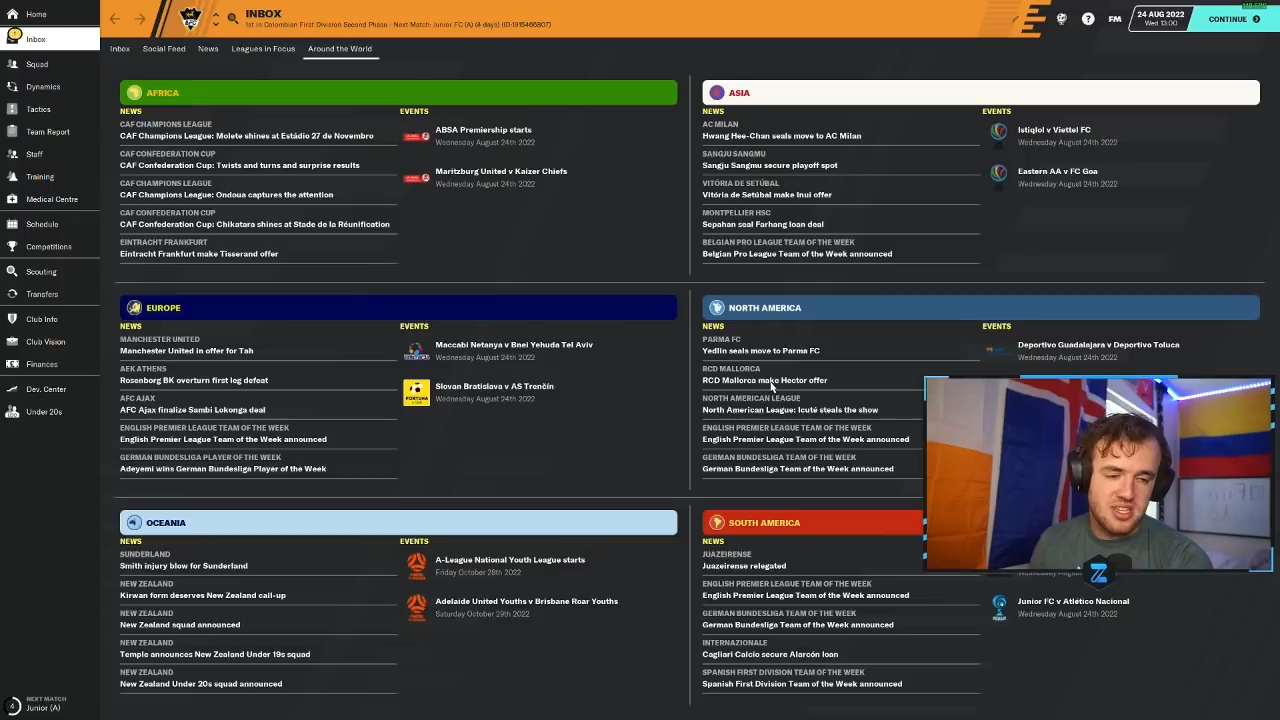 Home
Inbox
Squad
Dynamics
Tactics
Team Report
Staff
Training
Medical Centre
Schedule
Competitions
Scouting
Transfers
Club Info
Club Vision
Finances
Dev. Center
Under 20s
4
NEXT MATCH
Junior (A)
INBOX
1st in Colombian First Division Second Phase - Next Match: Junior FC (A) (4 days) (ID:1915466807)
?
FM
24 AUG 2022
Wed 13:00
CONTINUE
Inbox
Social Feed
News
Leagues in Focus
Around the World
AFRICA
NEWS
CAF CHAMPIONS LEAGUE
CAF Champions League: Molete shines at Estádio 27 de Novembro
CAF CONFEDERATION CUP
CAF Confederation Cup: Twists and turns and surprise results
CAF CHAMPIONS LEAGUE
CAF Champions League: Ondoua captures the attention
CAF CONFEDERATION CUP
CAF Confederation Cup: Chikatara shines at Stade de la Réunification
EINTRACHT FRANKFURT
Eintracht Frankfurt make Tisserand offer
EVENTS
ABSA Premiership starts
Wednesday August 24th 2022
Maritzburg United v Kaizer Chiefs
Wednesday August 24th 2022
ASIA
NEWS
AC MILAN
Hwang Hee-Chan seals move to AC Milan
SANGJU SANGMU
Sangju Sangmu secure playoff spot
VITÓRIA DE SETÚBAL
Vitória de Setúbal make Inui offer
MONTPELLIER HSC
Sepahan seal Farhang loan deal
BELGIAN PRO LEAGUE TEAM OF THE WEEK
Belgian Pro League Team of the Week announced
EVENTS
Istiqlol v Viettel FC
Wednesday August 24th 2022
Eastern AA v FC Goa
Wednesday August 24th 2022
EUROPE
NEWS
MANCHESTER UNITED
Manchester United in offer for Tah
AEK ATHENS
Rosenborg BK overturn first leg defeat
AFC AJAX
AFC Ajax finalize Sambi Lokonga deal
ENGLISH PREMIER LEAGUE TEAM OF THE WEEK
English Premier League Team of the Week announced
GERMAN BUNDESLIGA PLAYER OF THE WEEK
Adeyemi wins German Bundesliga Player of the Week
EVENTS
Maccabi Netanya v Bnei Yehuda Tel Aviv
Wednesday August 24th 2022
Slovan Bratislava v AS Trenčín
Wednesday August 24th 2022
NORTH AMERICA
NEWS
PARMA FC
Yedlin seals move to Parma FC
RCD MALLORCA
RCD Mallorca make Hector offer
NORTH AMERICAN LEAGUE
North American League: Icuté steals the show
ENGLISH PREMIER LEAGUE TEAM OF THE WEEK
English Premier League Team of the Week announced
GERMAN BUNDESLIGA TEAM OF THE WEEK
German Bundesliga Team of the Week announced
EVENTS
Deportivo Guadalajara v Deportivo Toluca
Wednesday August 24th 2022
OCEANIA
NEWS
SUNDERLAND
Smith injury blow for Sunderland
NEW ZEALAND
Kirwan form deserves New Zealand call-up
NEW ZEALAND
New Zealand squad announced
NEW ZEALAND
Temple announces New Zealand Under 19s squad
NEW ZEALAND
New Zealand Under 20s squad announced
EVENTS
A-League National Youth League starts
Friday October 28th 2022
Adelaide United Youths v Brisbane Roar Youths
Saturday October 29th 2022
SOUTH AMERICA
NEWS
JUAZEIRENSE
Juazeirense relegated
ENGLISH PREMIER LEAGUE TEAM OF THE WEEK
English Premier League Team of the Week announced
GERMAN BUNDESLIGA TEAM OF THE WEEK
German Bundesliga Team of the Week announced
INTERNAZIONALE
Cagliari Calcio secure Alarcón loan
SPANISH FIRST DIVISION TEAM OF THE WEEK
Spanish First Division Team of the Week announced
Junior FC v Atlético Nacional
Wednesday August 24th 2022